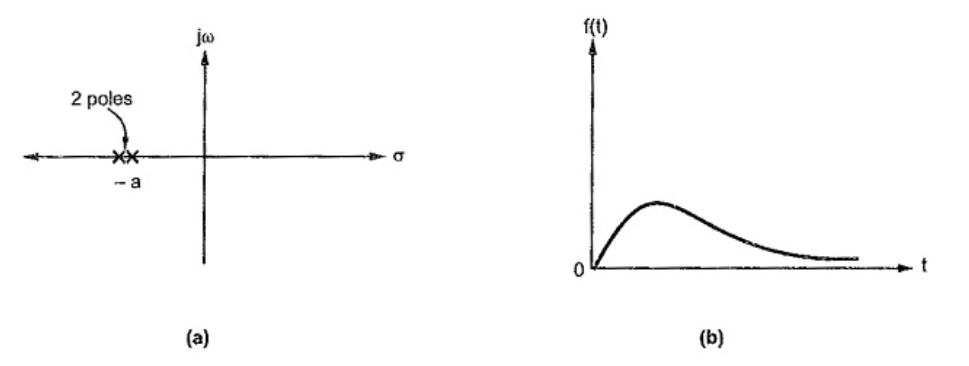 jω
2 poles
σ
– a
(a)
f(t)
0
t
(b)